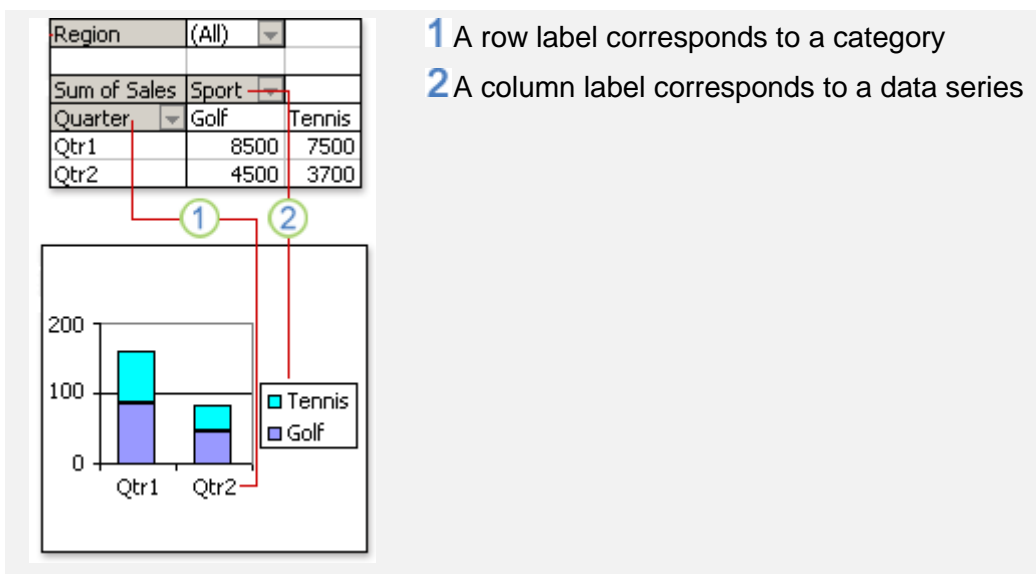 Region (All)
Sum of Sales Sport
Quarter Golf Tennis
Qtr1 8500 7500
Qtr2 4500 3700
1 2
200
100
0
Qtr1 Qtr2
Tennis
Golf
1 A row label corresponds to a category
2 A column label corresponds to a data series